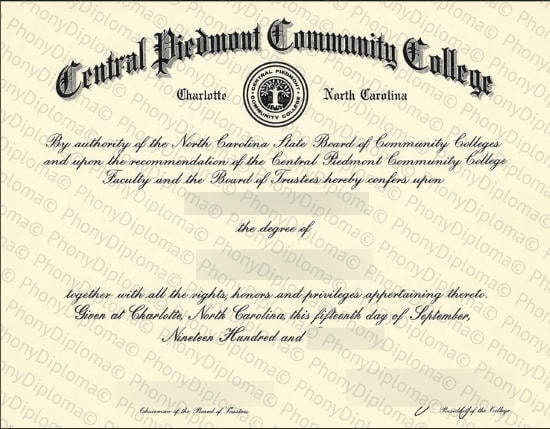 Central Piedmont Community College
Charlotte North Carolina
CENTRAL PIEDMONT COMMUNITY COLLEGE
By authority of the North Carolina State Board of Community Colleges
and upon the recommendation of the Central Piedmont Community College
Faculty and the Board of Trustees hereby confers upon
the degree of
together with all the rights, honors and privileges appertaining thereto.
Given at Charlotte, North Carolina, this fifteenth day of September,
Nineteen Hundred and
Chairman of the Board of Trustees President of the College
PhonyDiploma©